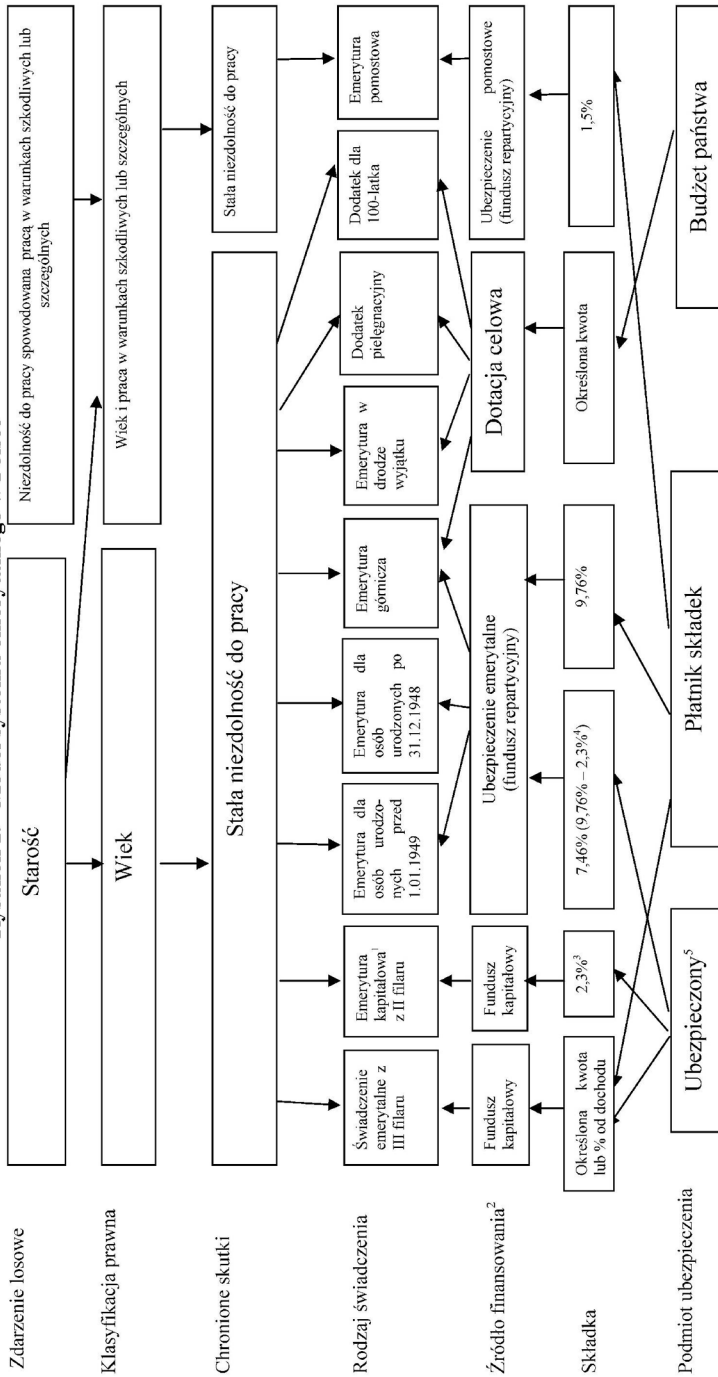 Zdarzenie losowe
Starość
Niezdolność do pracy spowodowana pracą w warunkach szkodliwych lub
szczególnych
Klasyfikacja prawna
Wiek
Wiek i praca w warunkach szkodliwych lub szczególnych
Chronione skutki
Stała niezdolność do pracy
Stała niezdolność do pracy
Rodzaj świadczenia
Świadczenie
emerytalne z
III filaru
Emerytura
kapitałowa¹
z II filaru
Emerytura dla
osób urodzo-
nych przed
1.01.1949
Emerytura dla
osób
urodzonych po
31.12.1948
Emerytura
górnicza
Emerytura w
drodze
wyjątku
Dodatek
pielęgnacyjny
Dodatek dla
100-latka
Emerytura
pomostowa
Źródło finansowania²
Fundusz
kapitałowy
Fundusz
kapitałowy
Ubezpieczenie emerytalne
(fundusz repartycyjny)
Dotacja celowa
Ubezpieczenie pomostowe
(fundusz repartycyjny)
Składka
Określona kwota
lub % od dochodu
2,3%³
7,46% (9,76% – 2,3%⁴)
9,76%
Określona kwota
1,5%
Podmiot ubezpieczenia
Ubezpieczony⁵
Płatnik składek
Budżet państwa